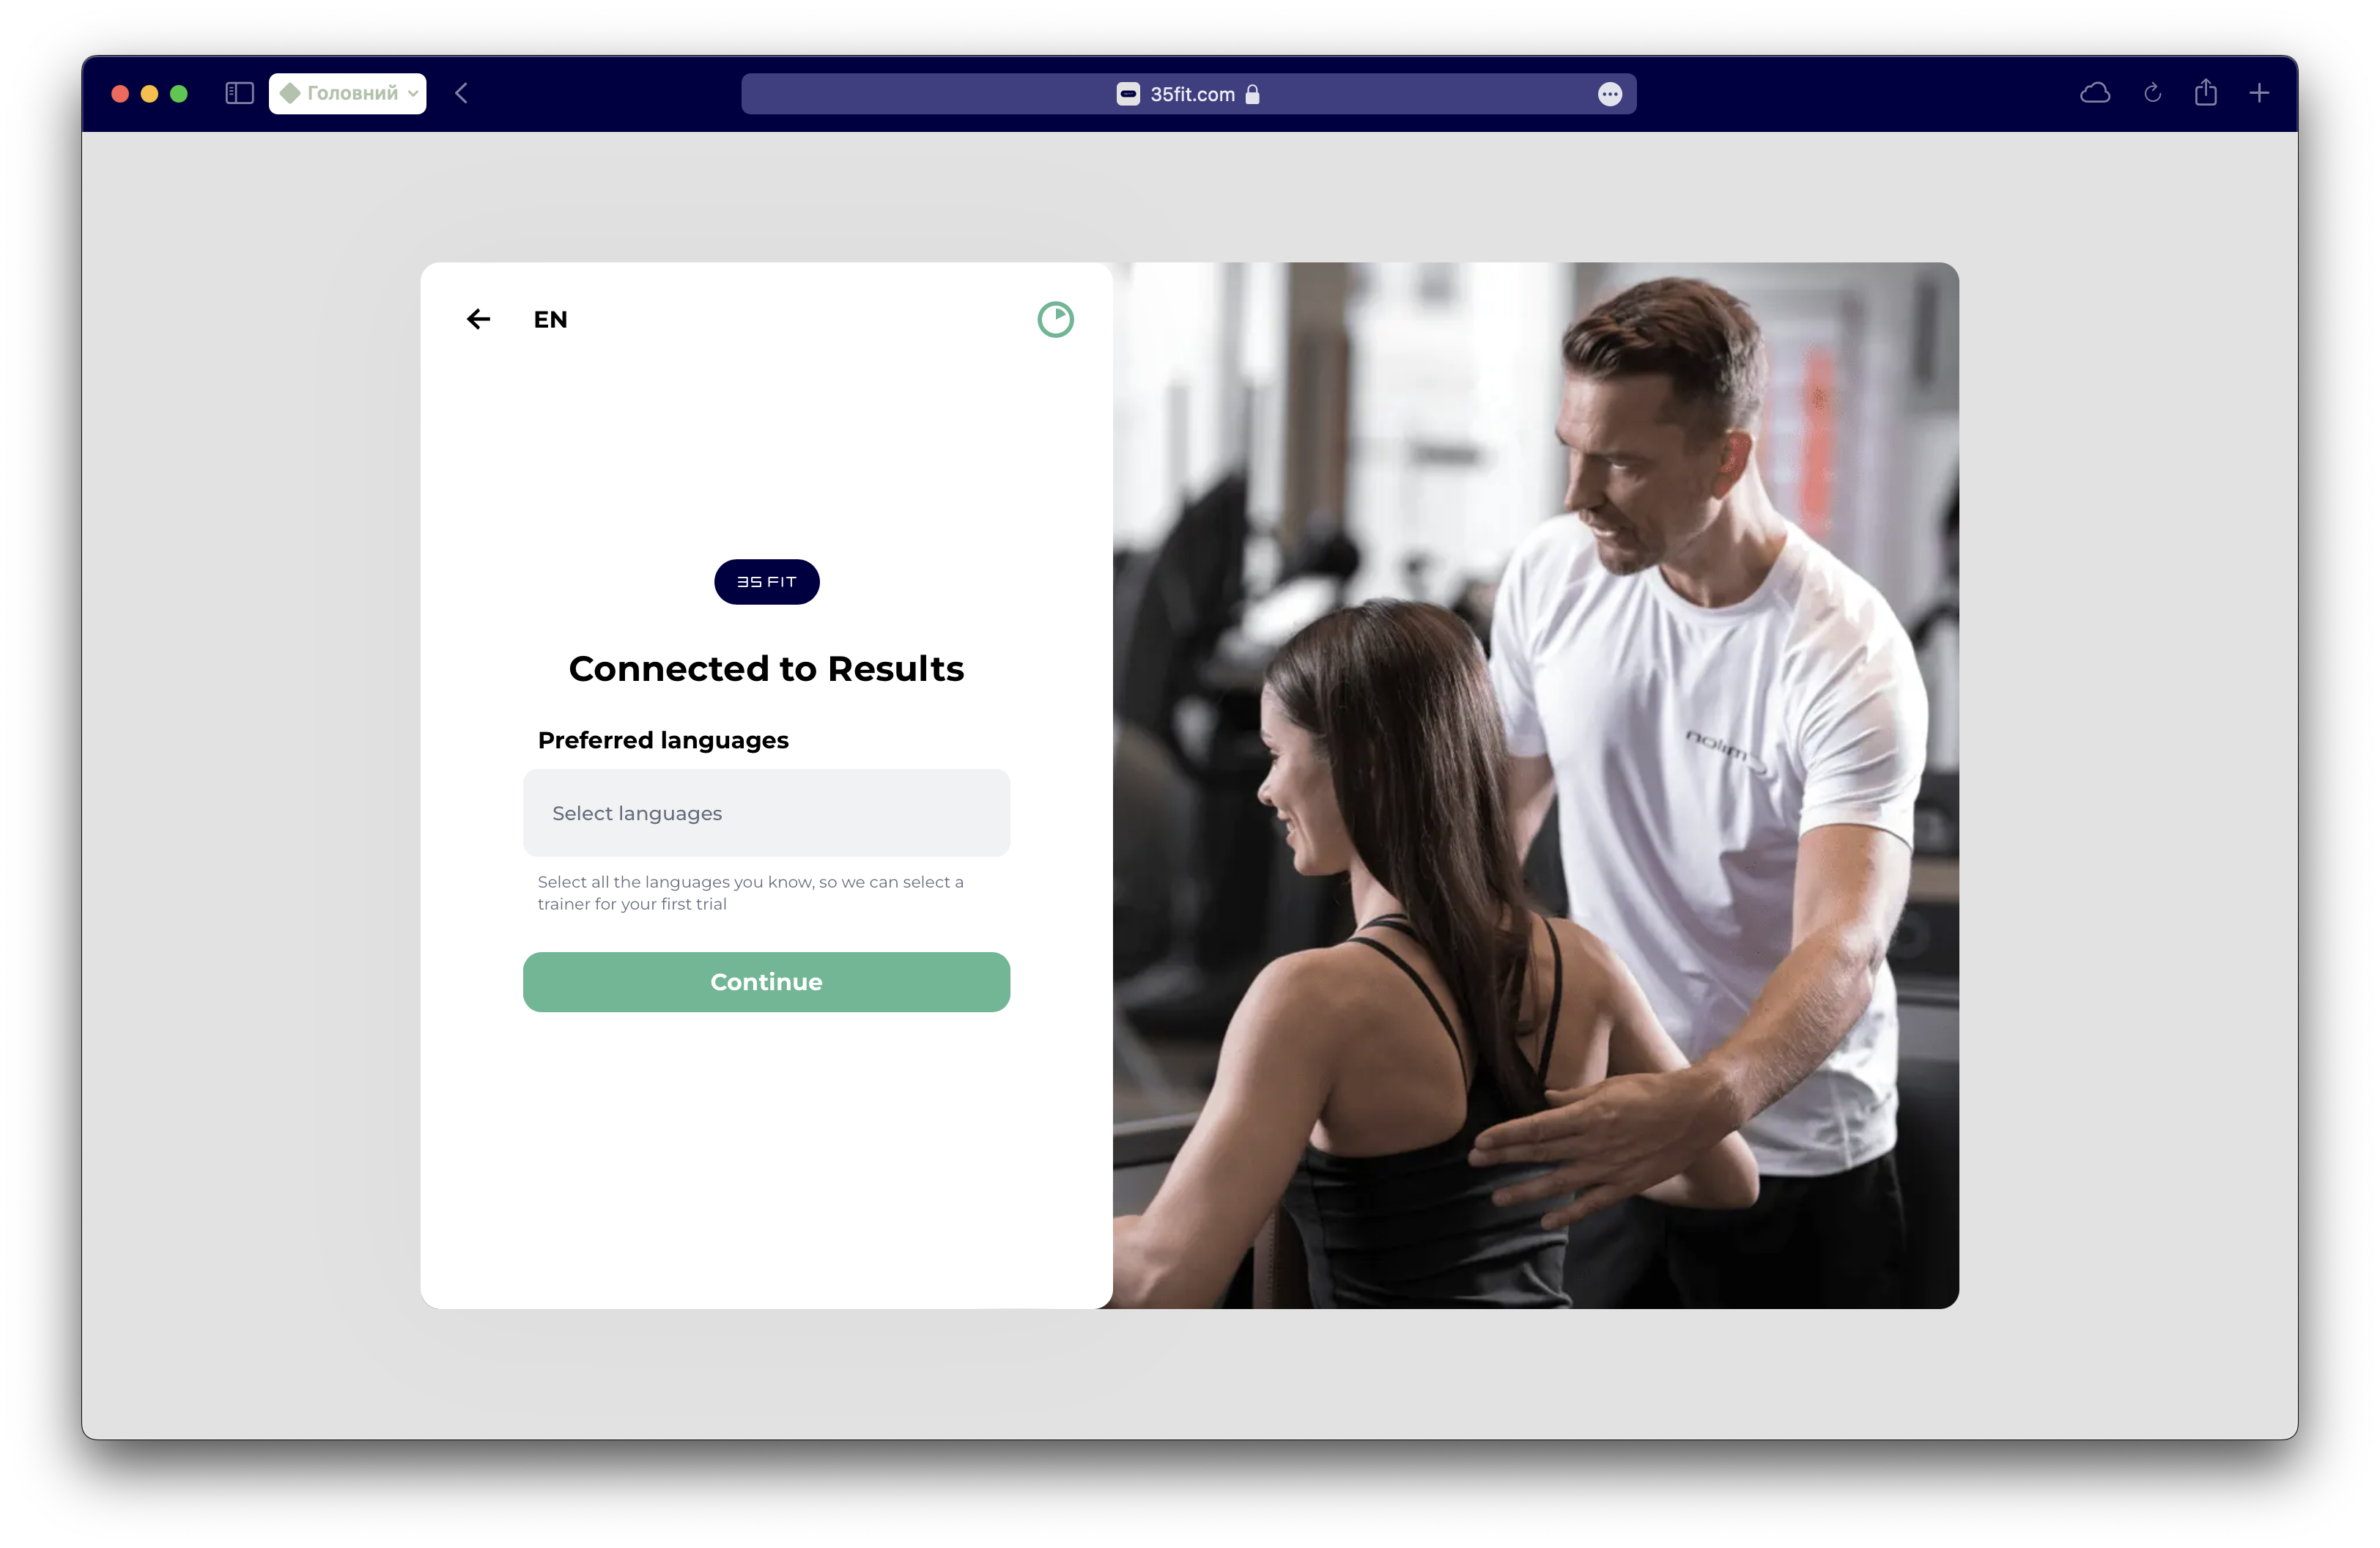 Головний
35fit.com
EN
35 FIT
Connected to Results
Preferred languages
Select languages
Select all the languages you know, so we can select a
trainer for your first trial
Continue
nolim